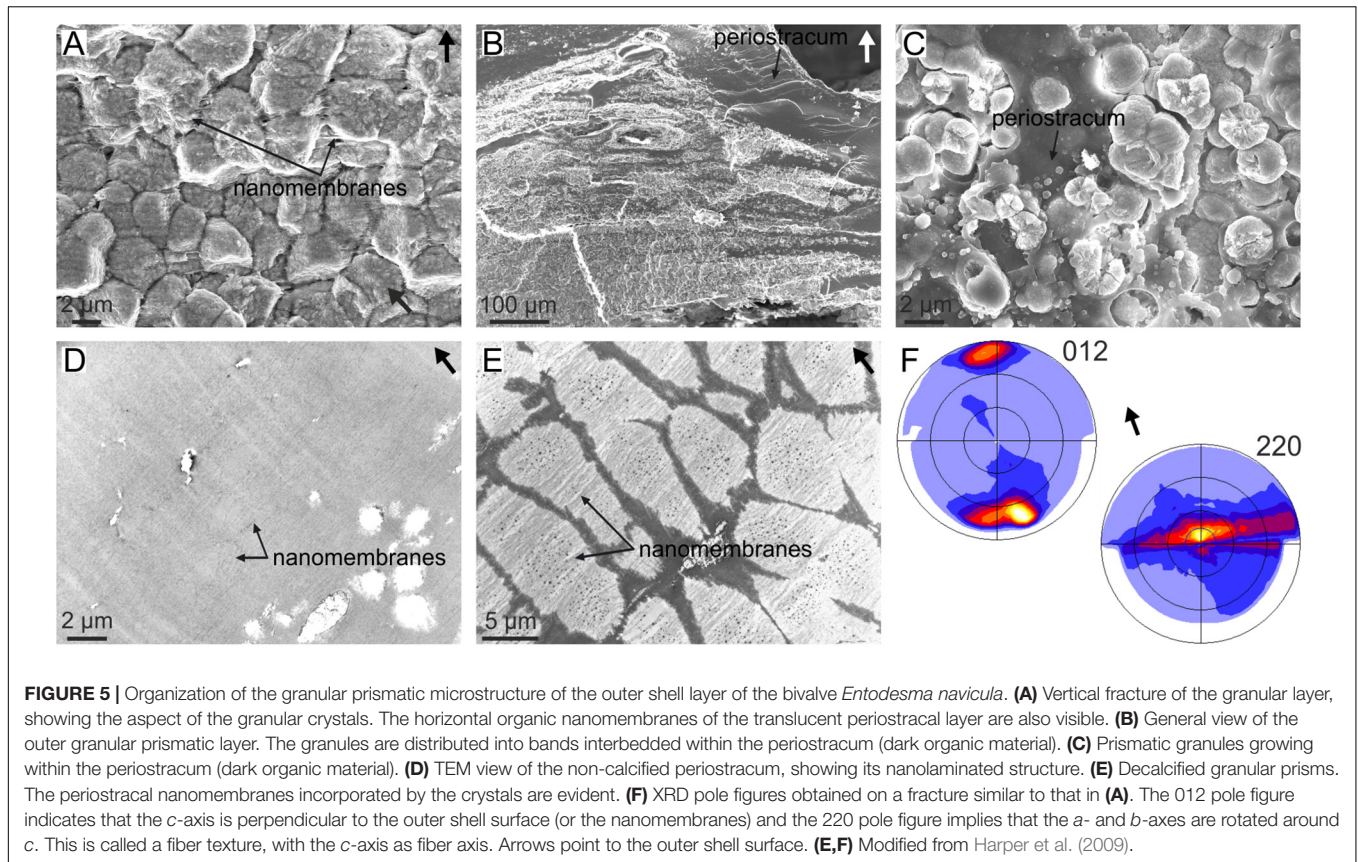 A
nanomembranes
2 µm
B
periostracum
100 µm
C
periostracum
2 µm
D
nanomembranes
2 µm
E
nanomembranes
5 µm
F
012
220
FIGURE 5 | Organization of the granular prismatic microstructure of the outer shell layer of the bivalve Entodesma navicula. (A) Vertical fracture of the granular layer,
showing the aspect of the granular crystals. The horizontal organic nanomembranes of the translucent periostracal layer are also visible. (B) General view of the
outer granular prismatic layer. The granules are distributed into bands interbedded within the periostracum (dark organic material). (C) Prismatic granules growing
within the periostracum (dark organic material). (D) TEM view of the non-calcified periostracum, showing its nanolaminated structure. (E) Decalcified granular prisms.
The periostracal nanomembranes incorporated by the crystals are evident. (F) XRD pole figures obtained on a fracture similar to that in (A). The 012 pole figure
indicates that the c-axis is perpendicular to the outer shell surface (or the nanomembranes) and the 220 pole figure implies that the a- and b-axes are rotated around
c. This is called a fiber texture, with the c-axis as fiber axis. Arrows point to the outer shell surface. (E,F) Modified from Harper et al. (2009).